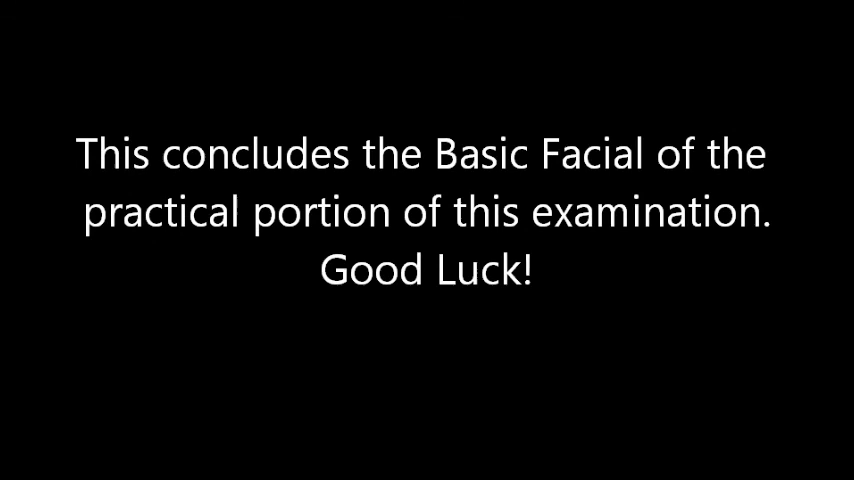 This concludes the Basic Facial of the
practical portion of this examination.
Good Luck!